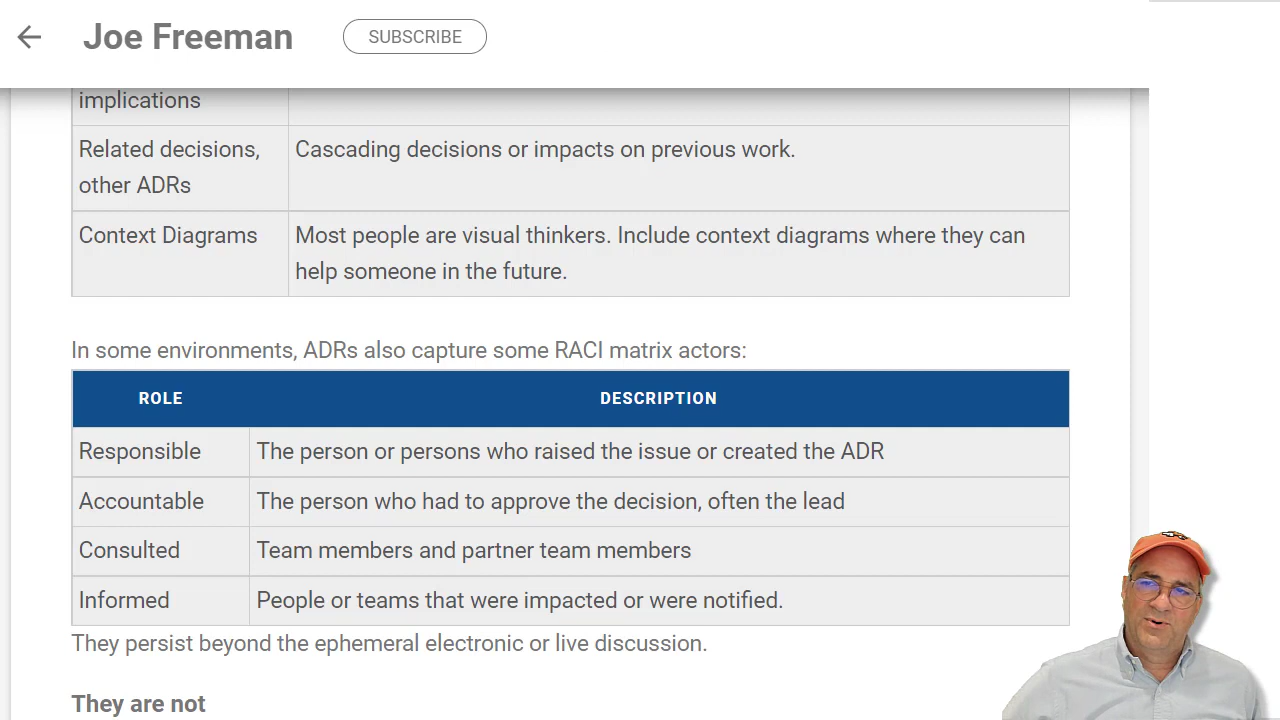 Joe Freeman
SUBSCRIBE
implications
Related decisions,
other ADRs
Cascading decisions or impacts on previous work.
Context Diagrams
Most people are visual thinkers. Include context diagrams where they can
help someone in the future.
In some environments, ADRs also capture some RACI matrix actors:
ROLE
DESCRIPTION
Responsible
The person or persons who raised the issue or created the ADR
Accountable
The person who had to approve the decision, often the lead
Consulted
Team members and partner team members
Informed
People or teams that were impacted or were notified.
They persist beyond the ephemeral electronic or live discussion.
They are not